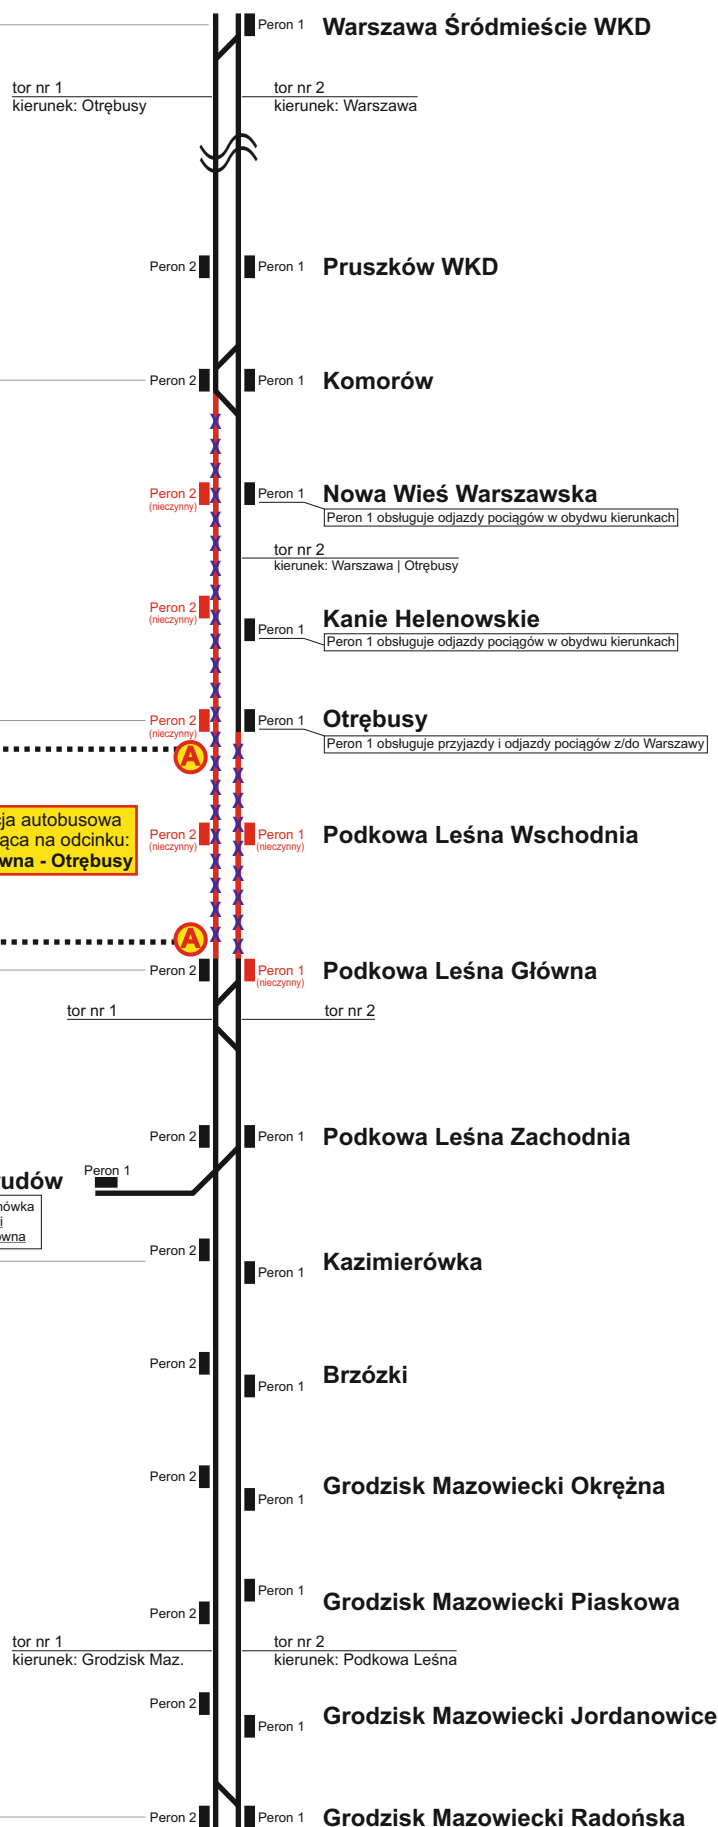 Peron 1 Warszawa Śródmieście WKD
tor nr 1
kierunek: Otrębusy
tor nr 2
kierunek: Warszawa
Peron 2 Peron 1 Pruszków WKD
Peron 2 Peron 1 Komorów
Peron 2
(nieczynny)
Peron 1 Nowa Wieś Warszawska
Peron 1 obsługuje odjazdy pociągów w obydwu kierunkach
tor nr 2
kierunek: Warszawa | Otrębusy
Peron 2
(nieczynny)
Peron 1 Kanie Helenowskie
Peron 1 obsługuje odjazdy pociągów w obydwu kierunkach
Peron 2
(nieczynny)
Peron 1 Otrębusy
Peron 1 obsługuje przyjazdy i odjazdy pociągów z/do Warszawy
A
cja autobusowa
ąca na odcinku:
wna - Otrębusy
Peron 2
(nieczynny)
Peron 1
(nieczynny)
Podkowa Leśna Wschodnia
A
Peron 2
Peron 1
(nieczynny)
Podkowa Leśna Główna
tor nr 1 tor nr 2
Peron 2 Peron 1 Podkowa Leśna Zachodnia
udów Peron 1
nówka
i
ówna
Peron 2 Peron 1 Kazimierówka
Peron 2 Peron 1 Brzózki
Peron 2 Peron 1 Grodzisk Mazowiecki Okrężna
Peron 2 Peron 1 Grodzisk Mazowiecki Piaskowa
tor nr 1
kierunek: Grodzisk Maz.
tor nr 2
kierunek: Podkowa Leśna
Peron 2 Peron 1 Grodzisk Mazowiecki Jordanowice
Peron 2 Peron 1 Grodzisk Mazowiecki Radońska